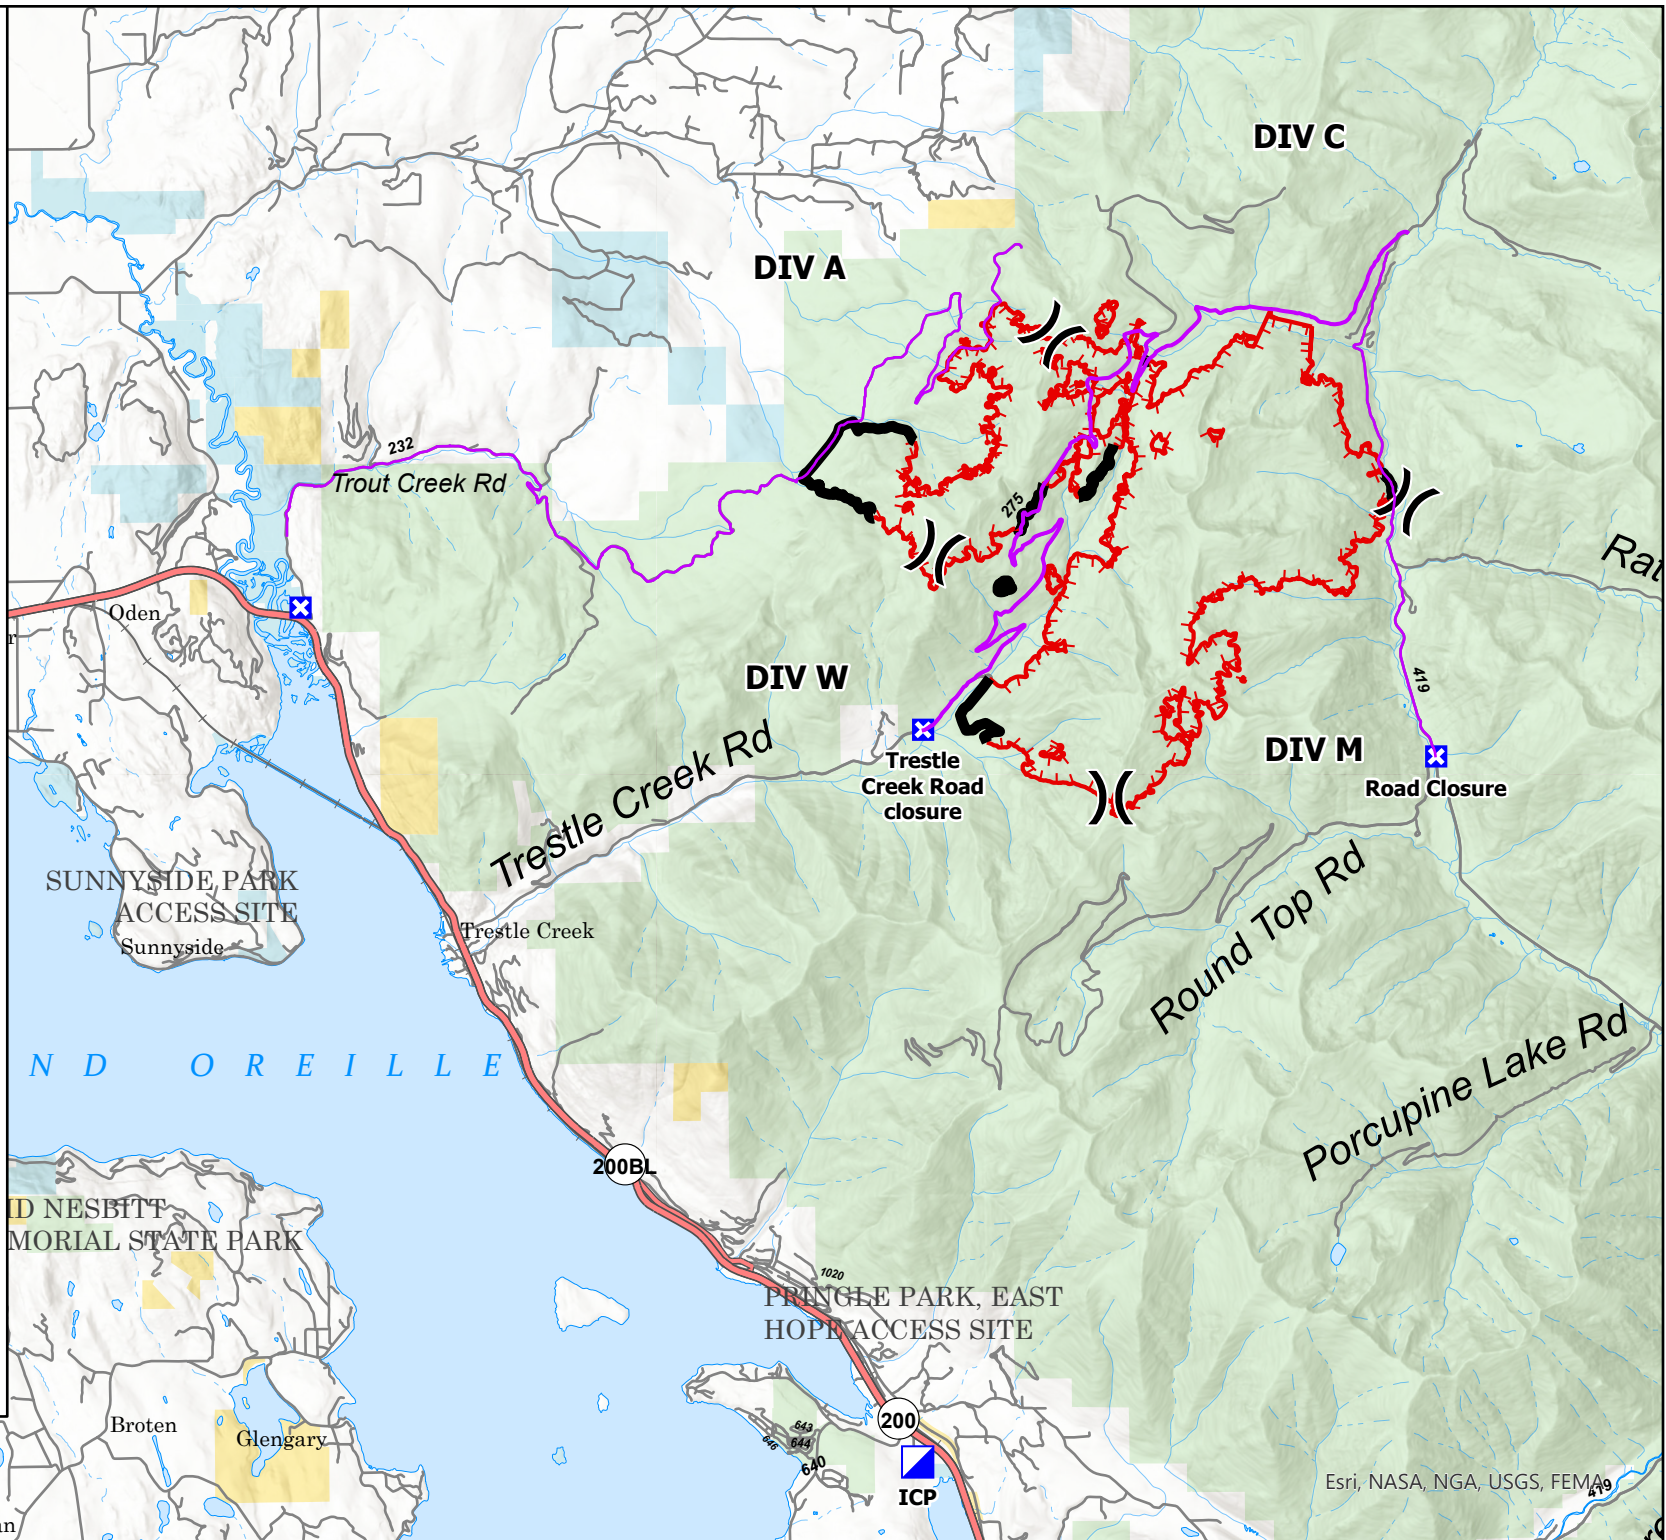 DIV C
DIV A
232
Trout Creek Rd
275
Rat
Oden
r
DIV W
419
Trestle Creek Rd
DIV M
Trestle
Creek Road
closure
Road Closure
SUNNYSIDE PARK
ACCESS SITE
Sunnyside
Trestle Creek
Round Top Rd
Porcupine Lake Rd
ND OREILLE
200BL
ID NESBITT
MORIAL STATE PARK
1020
PRINGLE PARK, EAST
HOPE ACCESS SITE
Broten
Glengary
200
643
644
646
640
ICP
Esri, NASA, NGA, USGS, FEMA
419